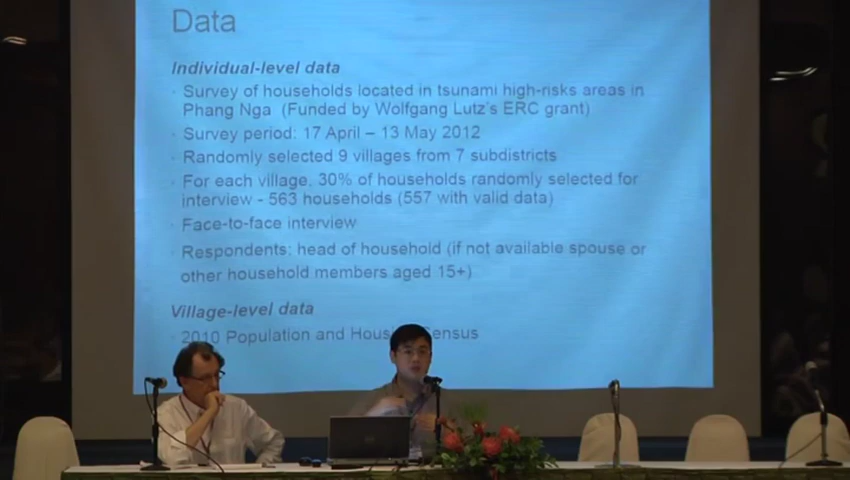 Data
Individual-level data
Survey of households located in tsunami high-risks areas in
Phang Nga (Funded by Wolfgang Lutz's ERC grant)
Survey period: 17 April – 13 May 2012
Randomly selected 9 villages from 7 subdistricts
For each village, 30% of households randomly selected for
interview - 563 households (557 with valid data)
Face-to-face interview
Respondents: head of household (if not available spouse or
other household members aged 15+)
Village-level data
2010 Population and Hous Census